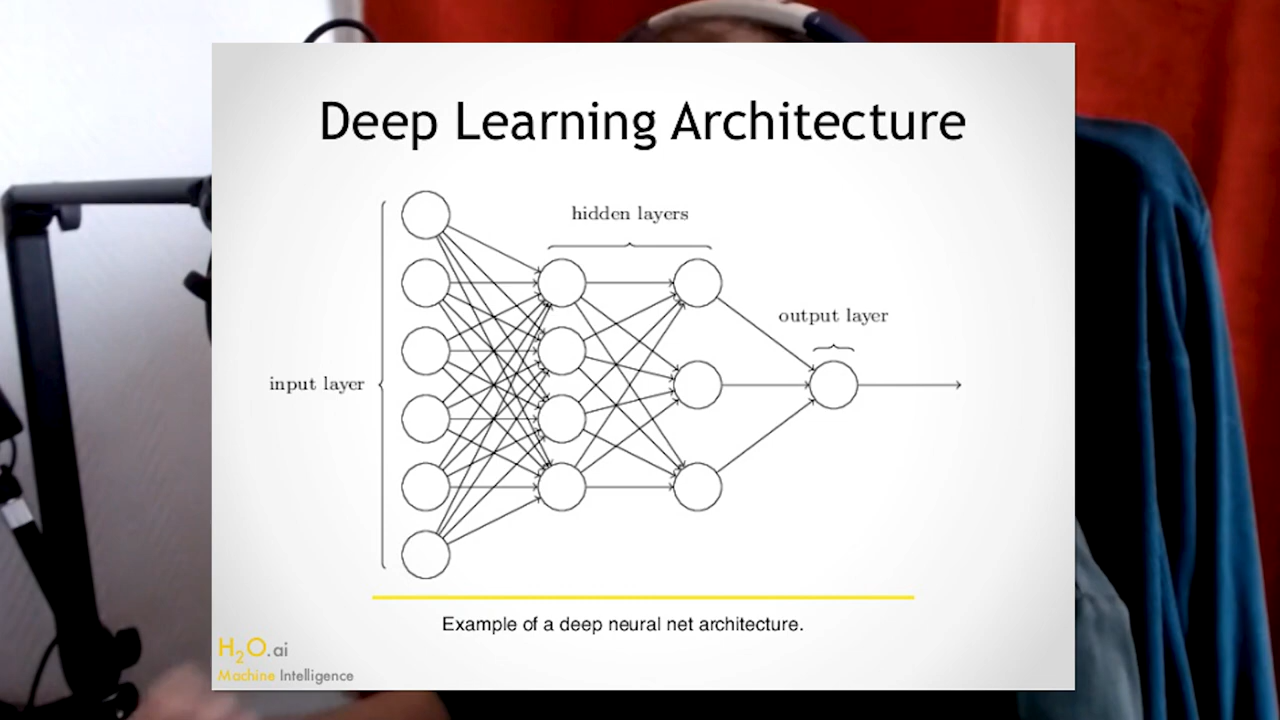 Deep Learning Architecture
hidden layers
output layer
input layer
Example of a deep neural net architecture.
H2O.ai
Machine Intelligence